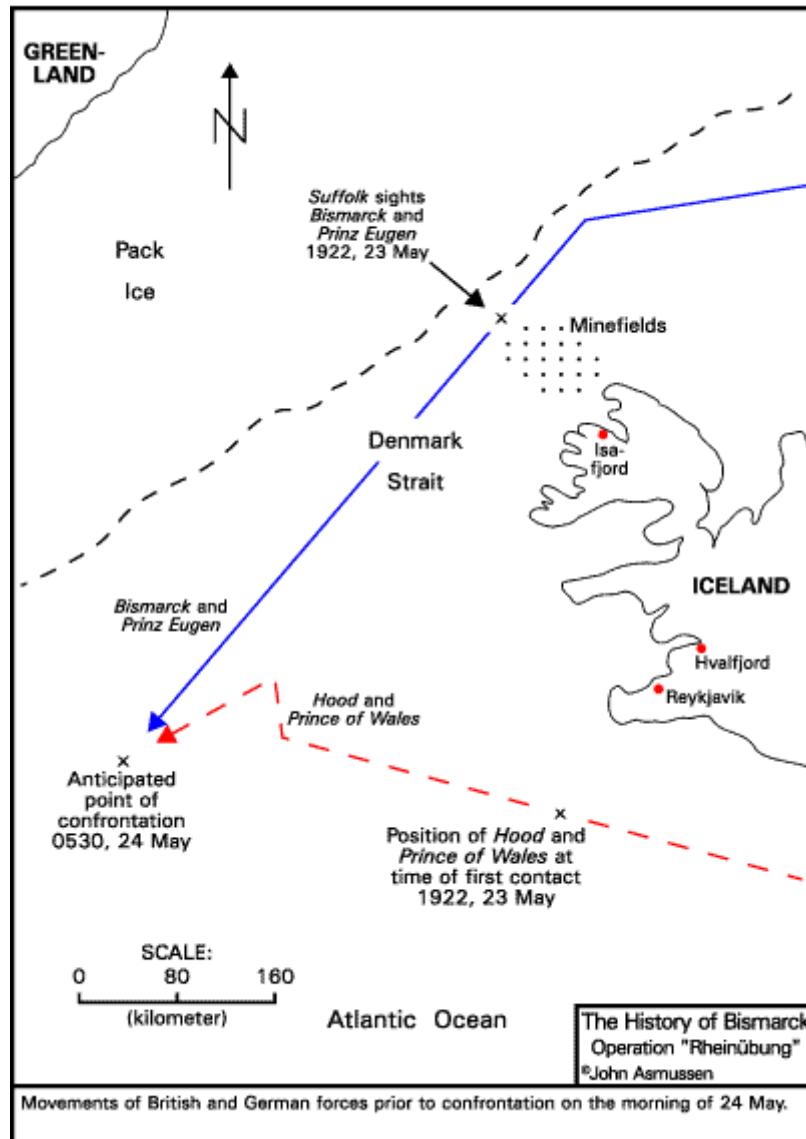 GREEN-
LAND
N
Suffolk sights
Bismarck and
Prinz Eugen
1922, 23 May
Pack
Ice
Minefields
Denmark
Strait
Isa-
fjord
ICELAND
Bismarck and
Prinz Eugen
Hvalfjord
Reykjavik
Hood and
Prince of Wales
Anticipated
point of
confrontation
0530, 24 May
Position of Hood and
Prince of Wales at
time of first contact
1922, 23 May
SCALE:
0 80 160
(kilometer)
Atlantic Ocean
The History of Bismarck
Operation "Rheinübung"
©John Asmussen
Movements of British and German forces prior to confrontation on the morning of 24 May.